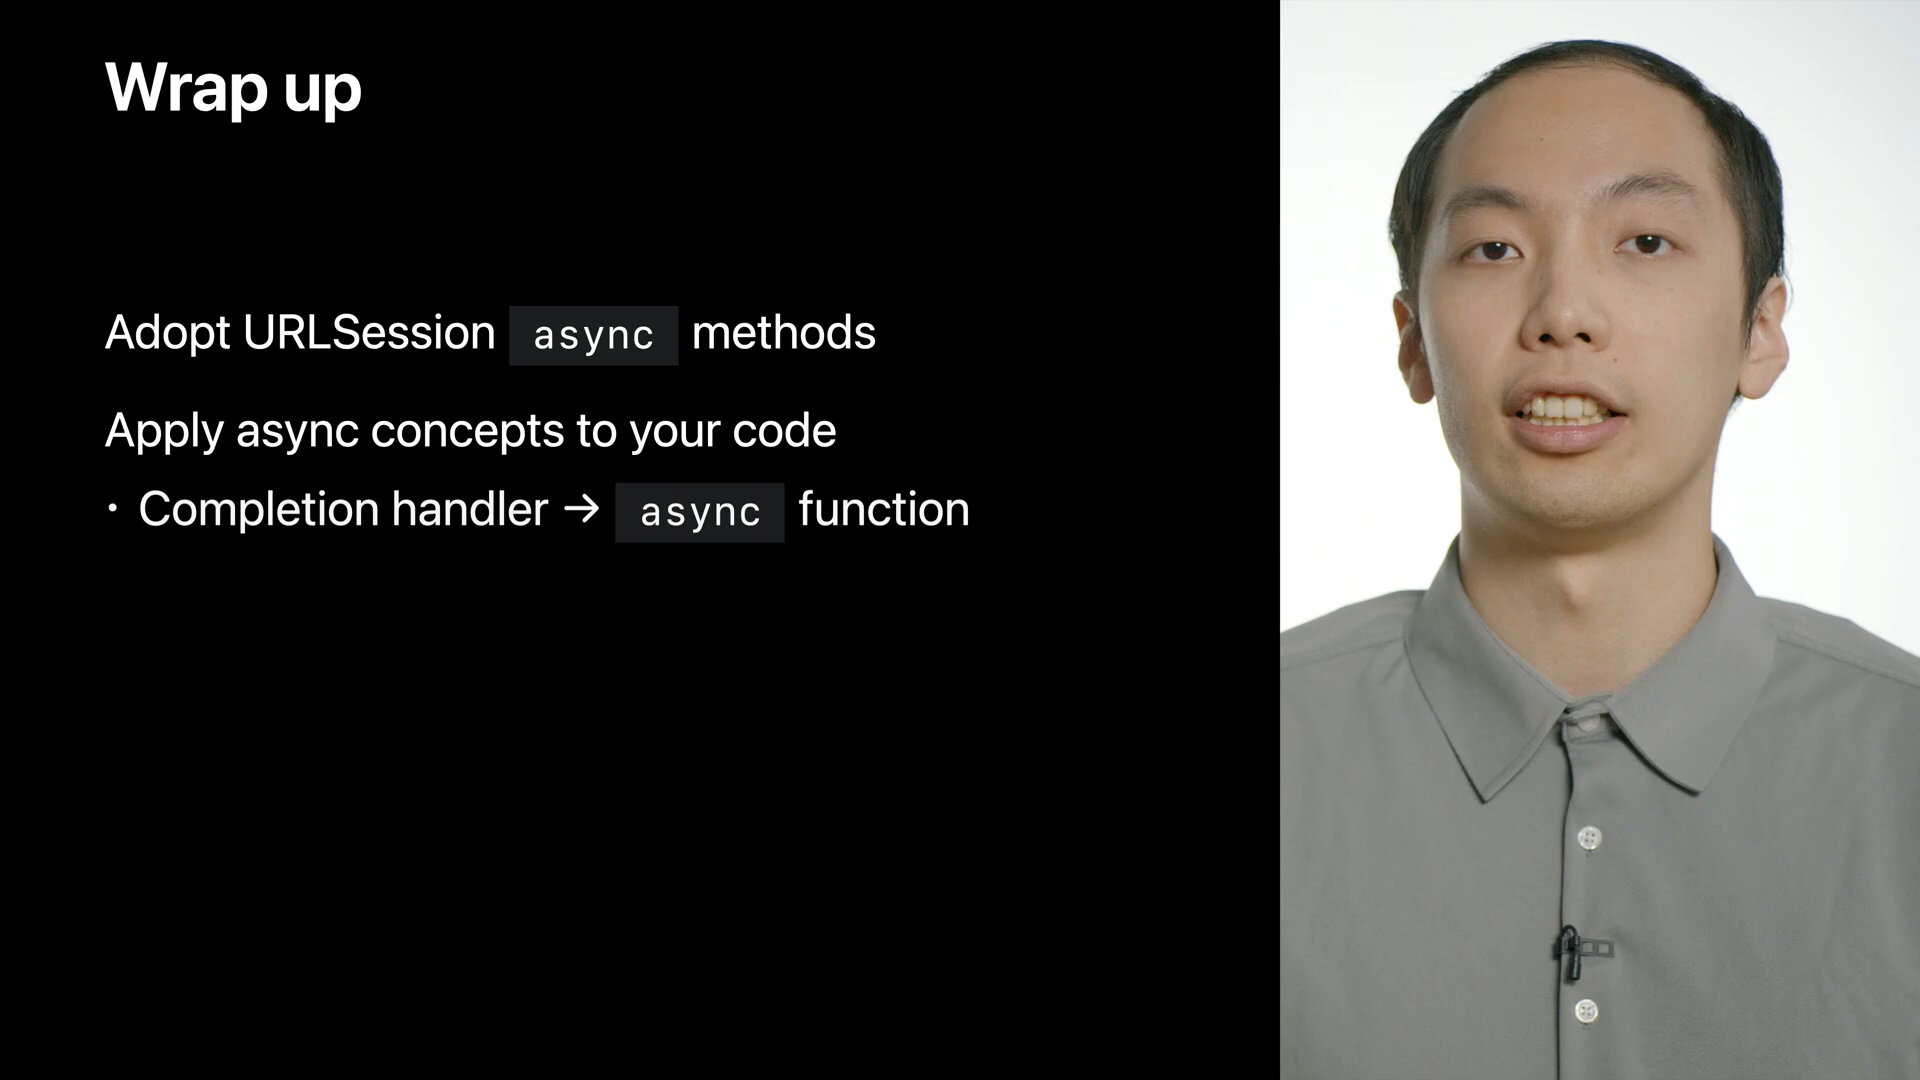 Wrap up
Adopt URLSession async methods
Apply async concepts to your code
• Completion handler → async function